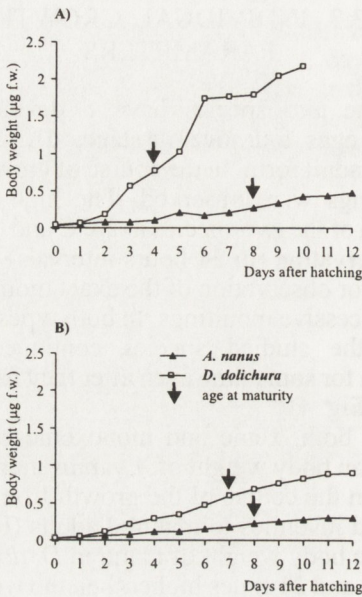 A)
Body weight (µg f.w.)
2.5
2
1.5
1
0.5
0
0 1 2 3 4 5 6 7 8 9 10 11 12
Days after hatching
B)
Body weight (µg f.w.)
2.5
2
1.5
1
0.5
0
A. nanus
D. dolichura
age at maturity
0 1 2 3 4 5 6 7 8 9 10 11 12
Days after hatching